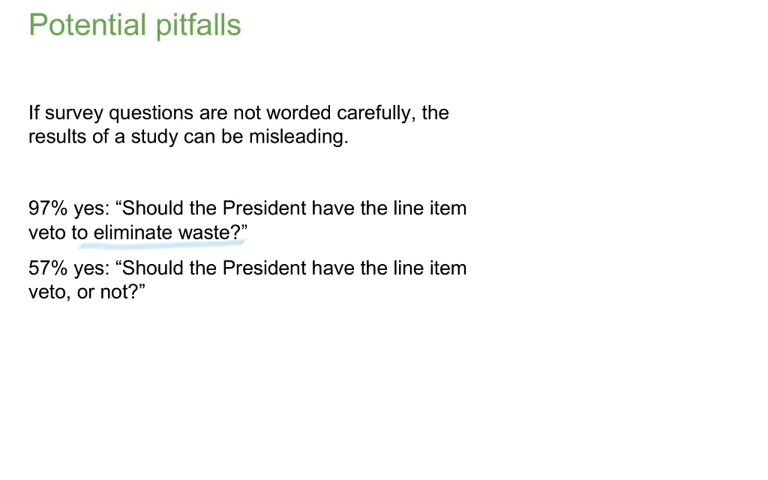 Potential pitfalls
If survey questions are not worded carefully, the
results of a study can be misleading.
97% yes: “Should the President have the line item
veto to eliminate waste?”
57% yes: “Should the President have the line item
veto, or not?”